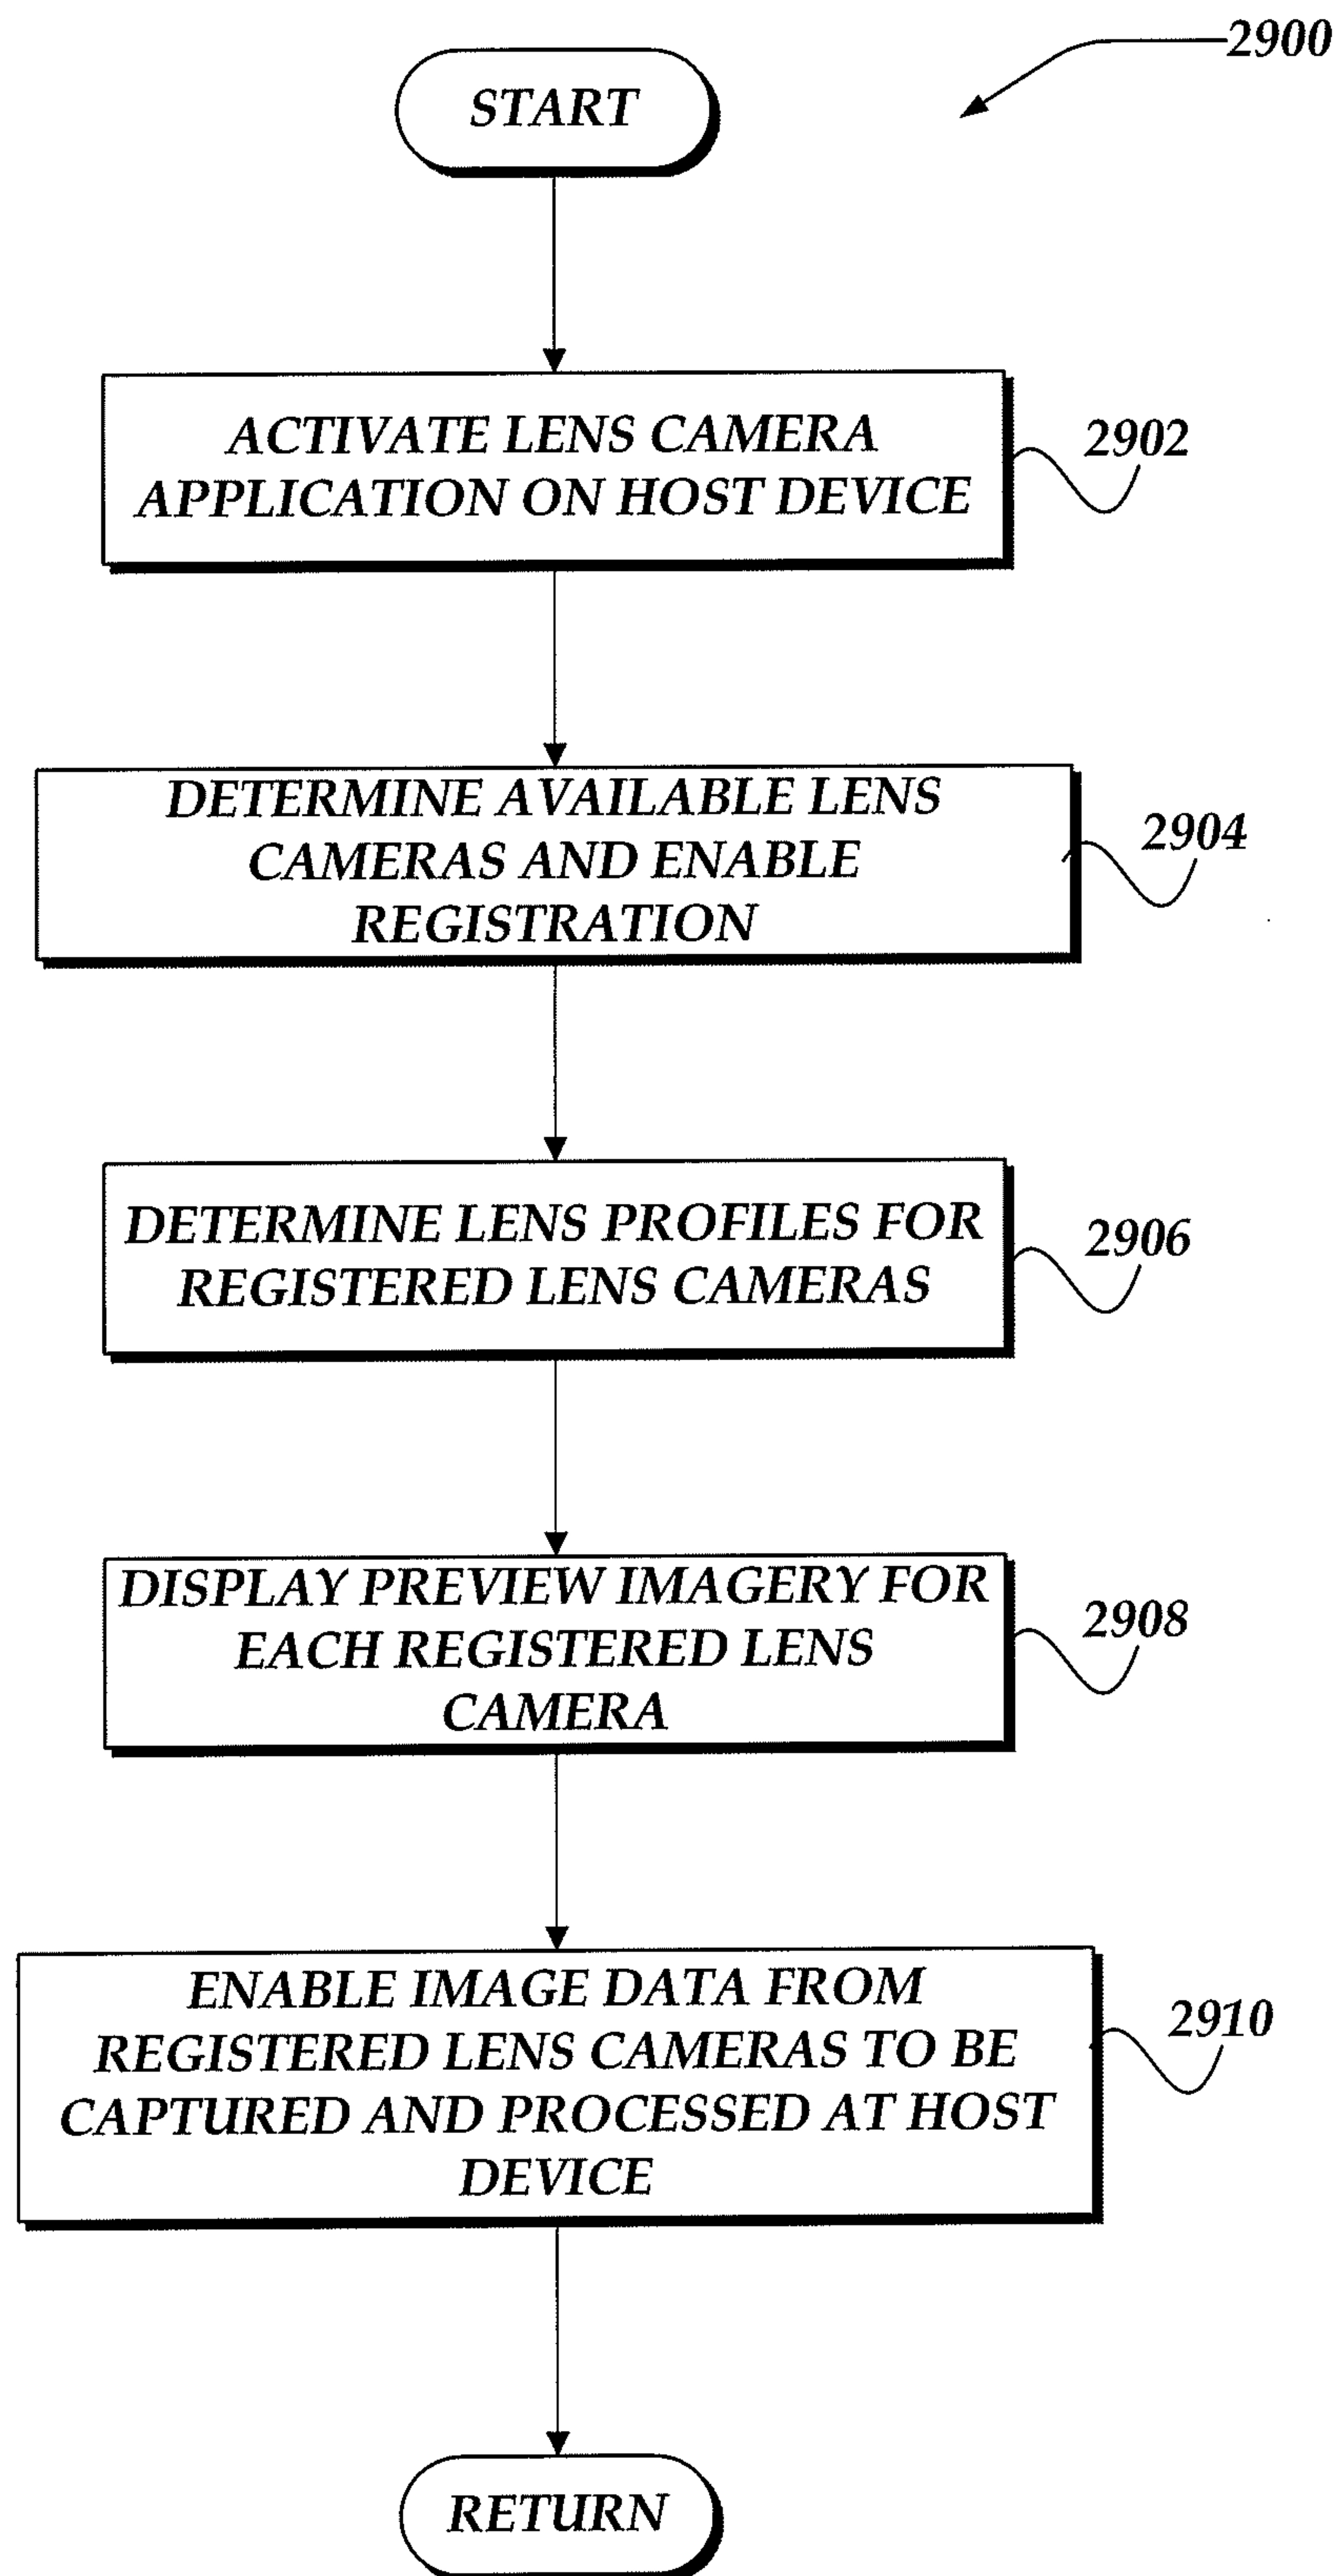 2900
START
ACTIVATE LENS CAMERA
APPLICATION ON HOST DEVICE
2902
DETERMINE AVAILABLE LENS
CAMERAS AND ENABLE
REGISTRATION
2904
DETERMINE LENS PROFILES FOR
REGISTERED LENS CAMERAS
2906
DISPLAY PREVIEW IMAGERY FOR
EACH REGISTERED LENS
CAMERA
2908
ENABLE IMAGE DATA FROM
REGISTERED LENS CAMERAS TO BE
CAPTURED AND PROCESSED AT HOST
DEVICE
2910
RETURN